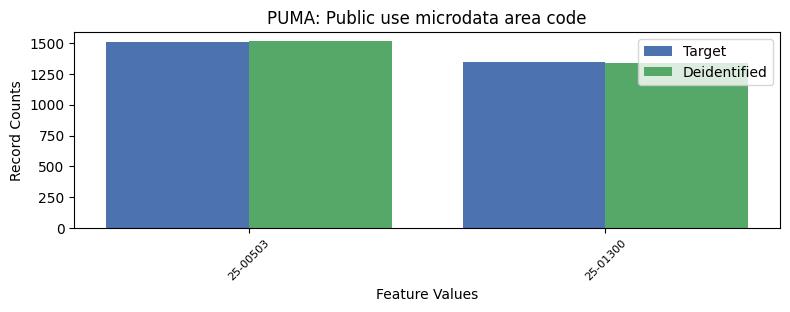 PUMA: Public use microdata area code
Record Counts
1500
1250
1000
750
500
250
0
Target
Deidentified
25-00503
25-01300
Feature Values